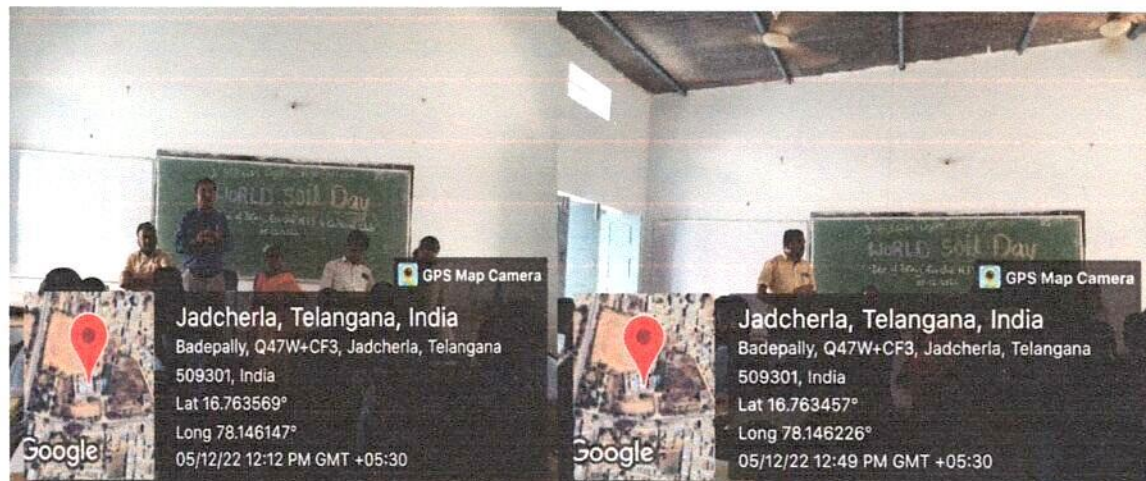 WORLD Soil Day
GPS Map Camera
Jadcherla, Telangana, India
Badepally, Q47W+CF3, Jadcherla, Telangana
509301, India
Lat 16.763569°
Long 78.146147°
05/12/22 12:12 PM GMT +05:30
Google
WORLD Soil Day
GPS Map Camera
Jadcherla, Telangana, India
Badepally, Q47W+CF3, Jadcherla, Telangana
509301, India
Lat 16.763457°
Long 78.146226°
05/12/22 12:49 PM GMT +05:30
Google